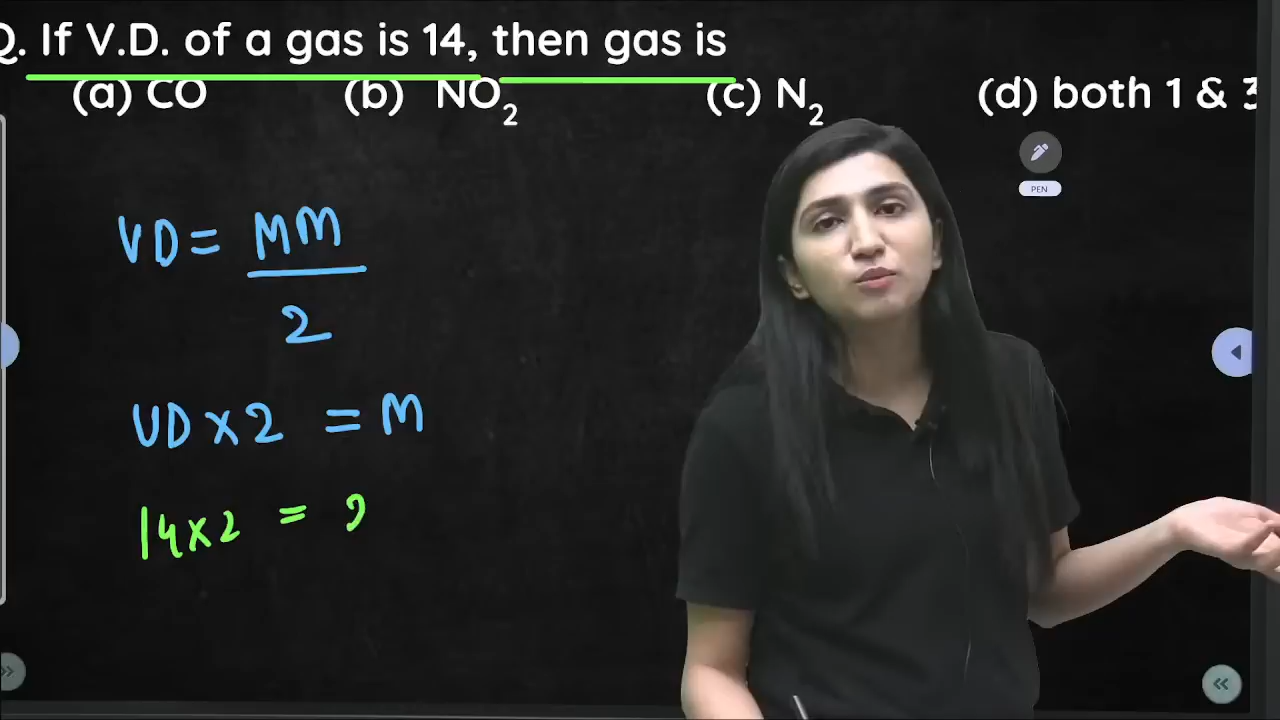 Q. If V.D. of a gas is 14, then gas is
(a) CO (b) NO₂ (c) N₂ (d) both 1 & 3
PEN
VD = MM
2
VD × 2 = M
14 × 2 = 2